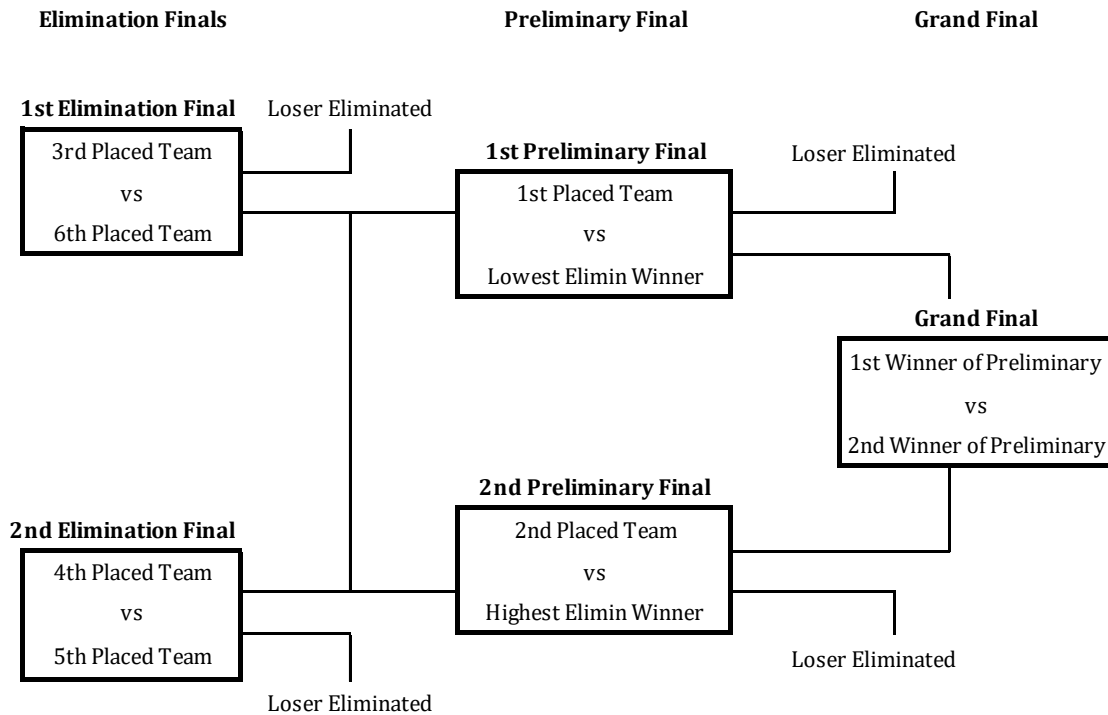 Elimination Finals
Preliminary Final
Grand Final
1st Elimination Final
Loser Eliminated
3rd Placed Team
vs
6th Placed Team
1st Preliminary Final
Loser Eliminated
1st Placed Team
vs
Lowest Elimin Winner
Grand Final
1st Winner of Preliminary
vs
2nd Winner of Preliminary
2nd Preliminary Final
2nd Placed Team
vs
Highest Elimin Winner
Loser Eliminated
2nd Elimination Final
4th Placed Team
vs
5th Placed Team
Loser Eliminated